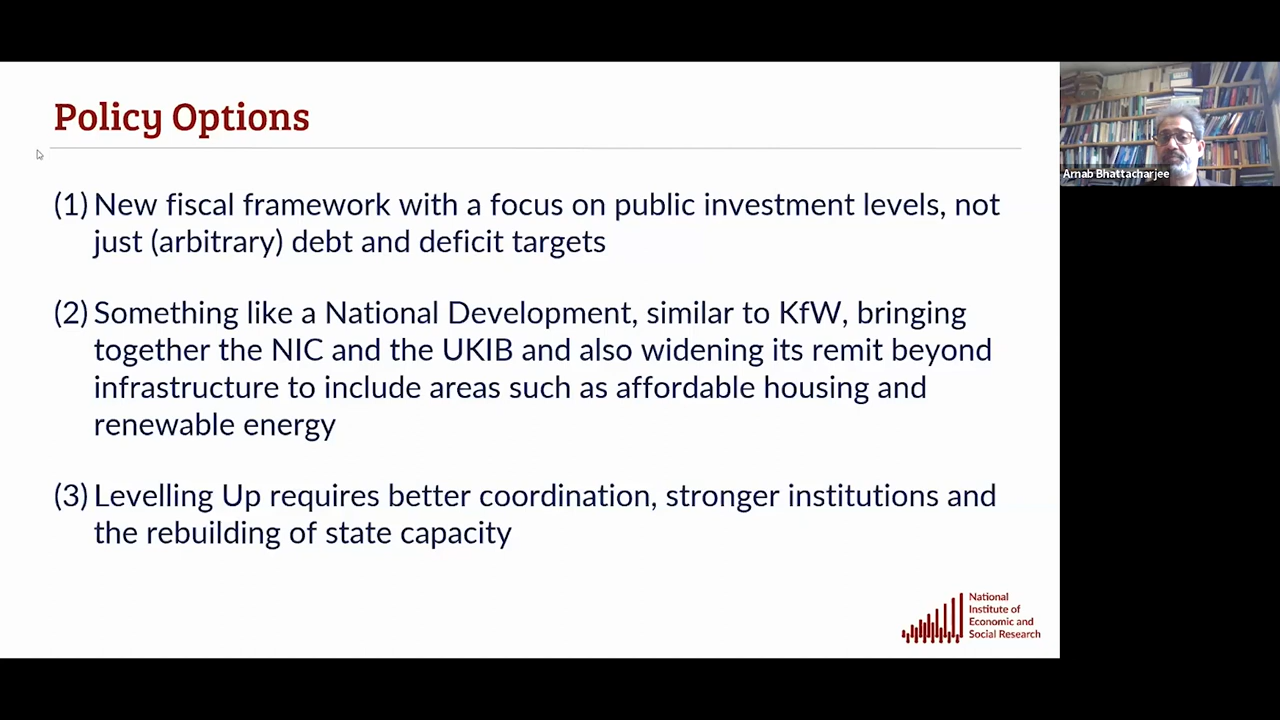 Policy Options
(1) New fiscal framework with a focus on public investment levels, not
just (arbitrary) debt and deficit targets
(2) Something like a National Development, similar to KfW, bringing
together the NIC and the UKIB and also widening its remit beyond
infrastructure to include areas such as affordable housing and
renewable energy
(3) Levelling Up requires better coordination, stronger institutions and
the rebuilding of state capacity
National
Institute of
Economic and
Social Research
Arnab Bhattacharjee